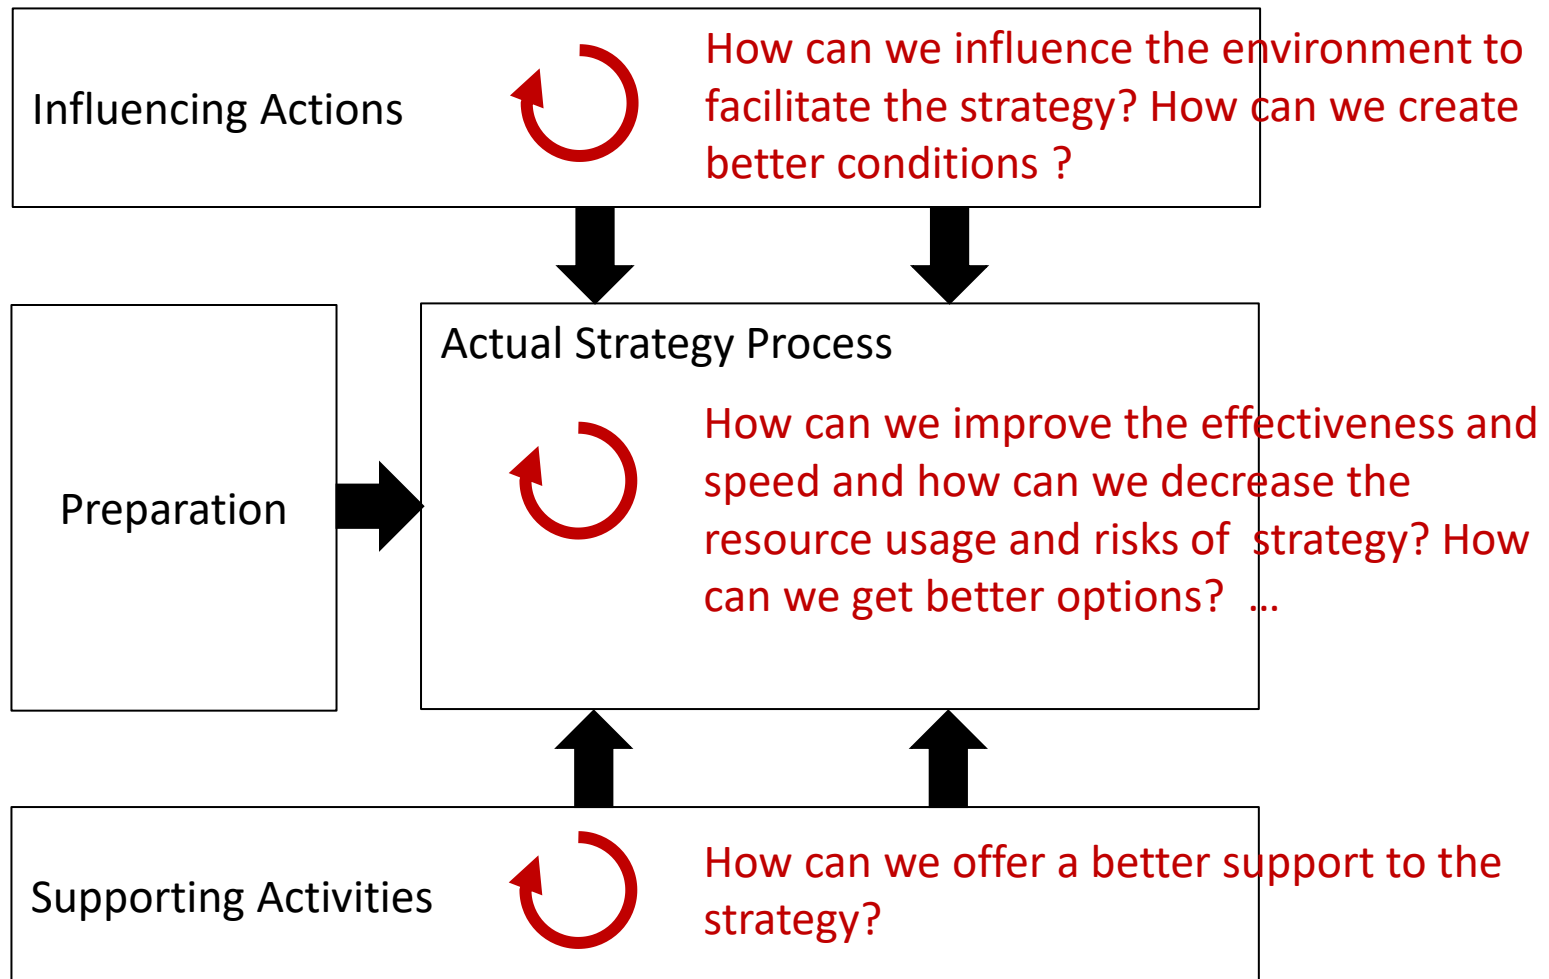 Influencing Actions
How can we influence the environment to
facilitate the strategy? How can we create
better conditions ?
Preparation
Actual Strategy Process
How can we improve the effectiveness and
speed and how can we decrease the
resource usage and risks of  strategy? How
can we get better options?  ...
Supporting Activities
How can we offer a better support to the
strategy?